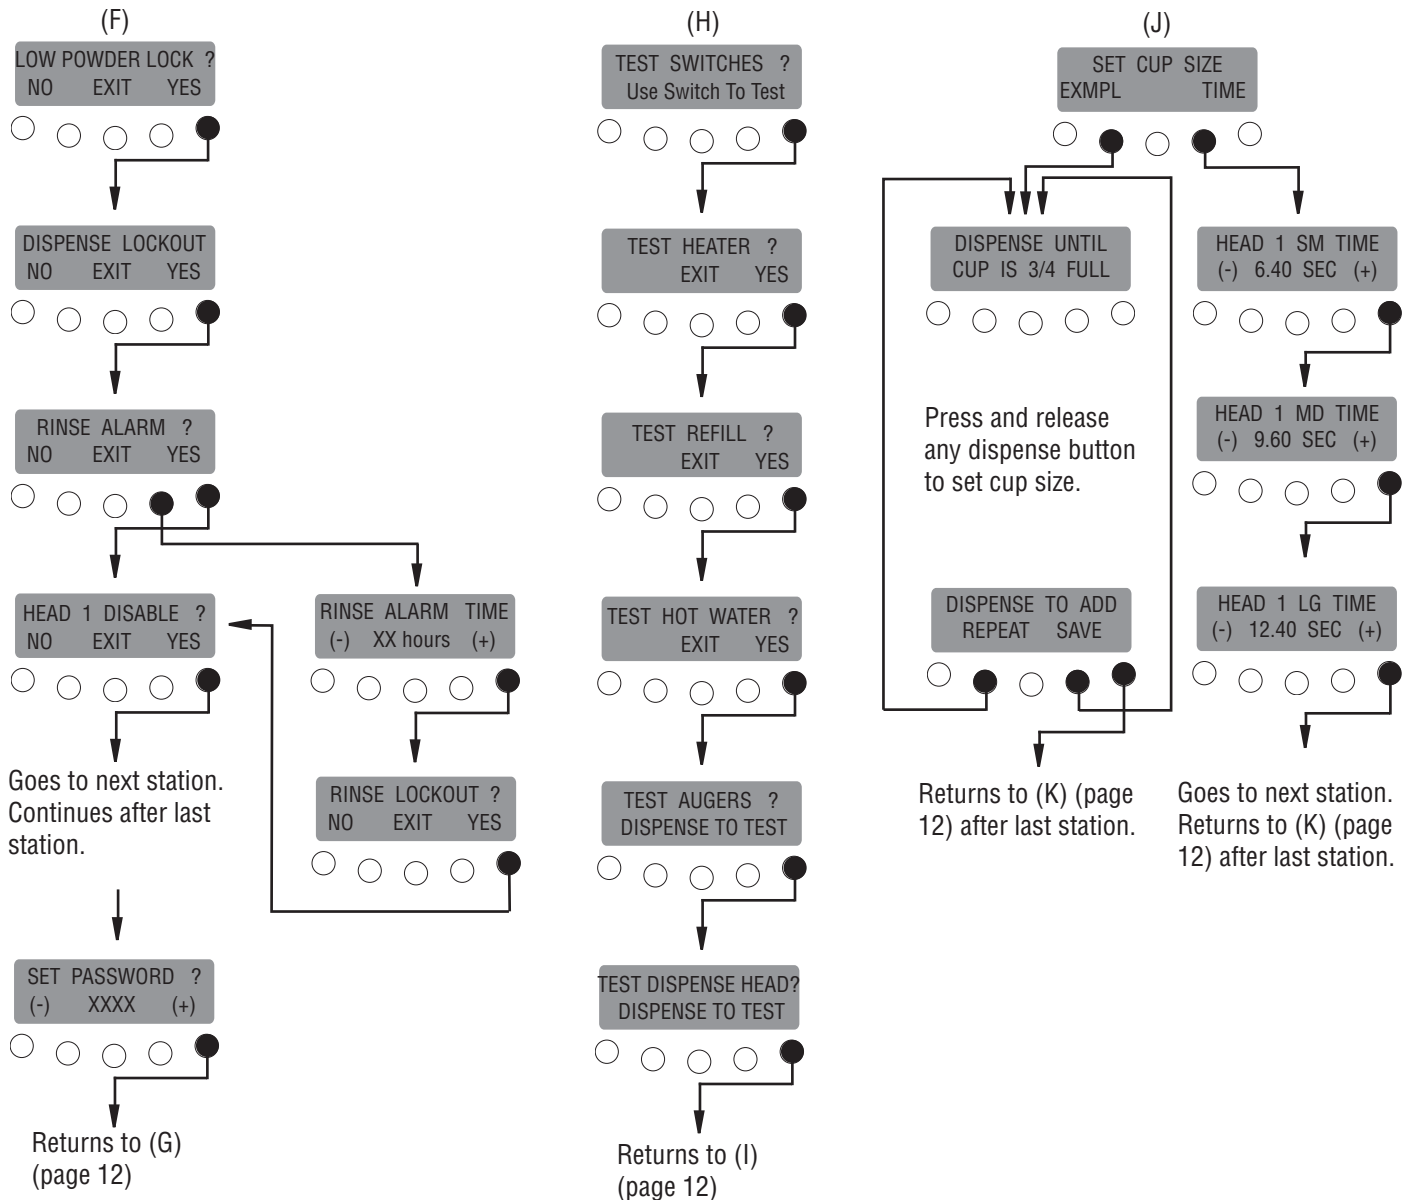 (F)
LOW POWDER LOCK ?
NO EXIT YES
DISPENSE LOCKOUT
NO EXIT YES
RINSE ALARM ?
NO EXIT YES
HEAD 1 DISABLE ?
NO EXIT YES
RINSE ALARM TIME
(-) XX hours (+)
RINSE LOCKOUT ?
NO EXIT YES
Goes to next station.
Continues after last
station.
SET PASSWORD ?
(-) XXXX (+)
Returns to (G)
(page 12)
(H)
TEST SWITCHES ?
Use Switch To Test
TEST HEATER ?
EXIT YES
TEST REFILL ?
EXIT YES
TEST HOT WATER ?
EXIT YES
TEST AUGERS ?
DISPENSE TO TEST
TEST DISPENSE HEAD?
DISPENSE TO TEST
Returns to (I)
(page 12)
(J)
SET CUP SIZE
EXMPL TIME
DISPENSE UNTIL
CUP IS 3/4 FULL
Press and release
any dispense button
to set cup size.
DISPENSE TO ADD
REPEAT SAVE
Returns to (K) (page
12) after last station.
HEAD 1 SM TIME
(-) 6.40 SEC (+)
HEAD 1 MD TIME
(-) 9.60 SEC (+)
HEAD 1 LG TIME
(-) 12.40 SEC (+)
Goes to next station.
Returns to (K) (page
12) after last station.